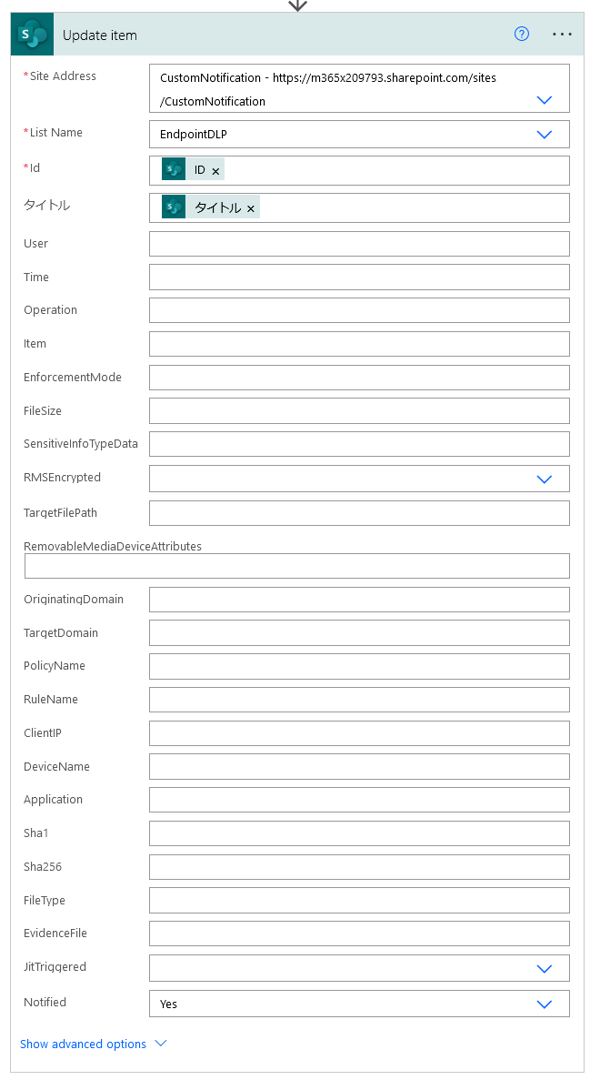 Update item
* Site Address
CustomNotification - https://m365x209793.sharepoint.com/sites
/CustomNotification
* List Name
EndpointDLP
* Id
ID ×
タイトル
タイトル ×
User
Time
Operation
Item
EnforcementMode
FileSize
SensitiveInfoTypeData
RMSEncrypted
TargetFilePath
RemovableMediaDeviceAttributes
OriginatingDomain
TargetDomain
PolicyName
RuleName
ClientIP
DeviceName
Application
Sha1
Sha256
FileType
EvidenceFile
JitTriggered
Notified
Yes
Show advanced options